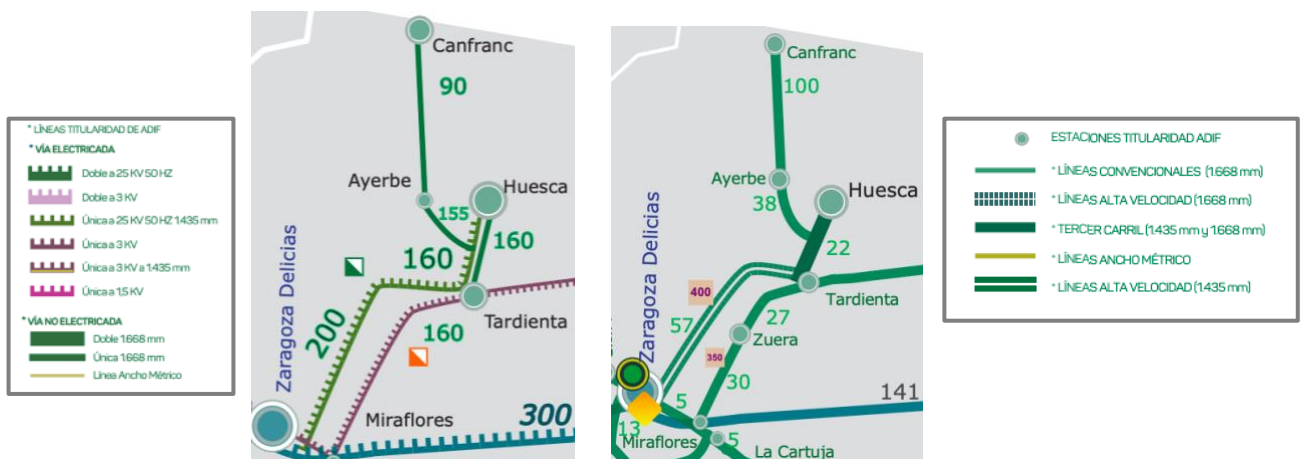 * LÍNEAS TITULARIDAD DE ADIF
* VÍA ELECTRICADA
Doble a 25 KV 50 HZ
Doble a 3 KV
Única a 25 KV 50 HZ 1.435 mm
Única a 3 KV
Única a 3 KV a 1.435 mm
Única a 1,5 KV
* VÍA NO ELECTRICADA
Doble 1.668 mm
Única 1.668 mm
Línea Ancho Métrico
Canfranc
90
Ayerbe
Huesca
155
160
160
Zaragoza Delicias
200
Tardienta
160
Miraflores
300
Canfranc
100
Ayerbe
Huesca
38
22
Zaragoza Delicias
400
Tardienta
57
27
Zuera
350
30
141
5
13
Miraflores
5
La Cartuja
ESTACIONES TITULARIDAD ADIF
* LÍNEAS CONVENCIONALES (1.668 mm)
* LÍNEAS ALTA VELOCIDAD (1.668 mm)
* TERCER CARRIL (1.435 mm y 1.668 mm)
* LÍNEAS ANCHO MÉTRICO
* LÍNEAS ALTA VELOCIDAD (1.435 mm)